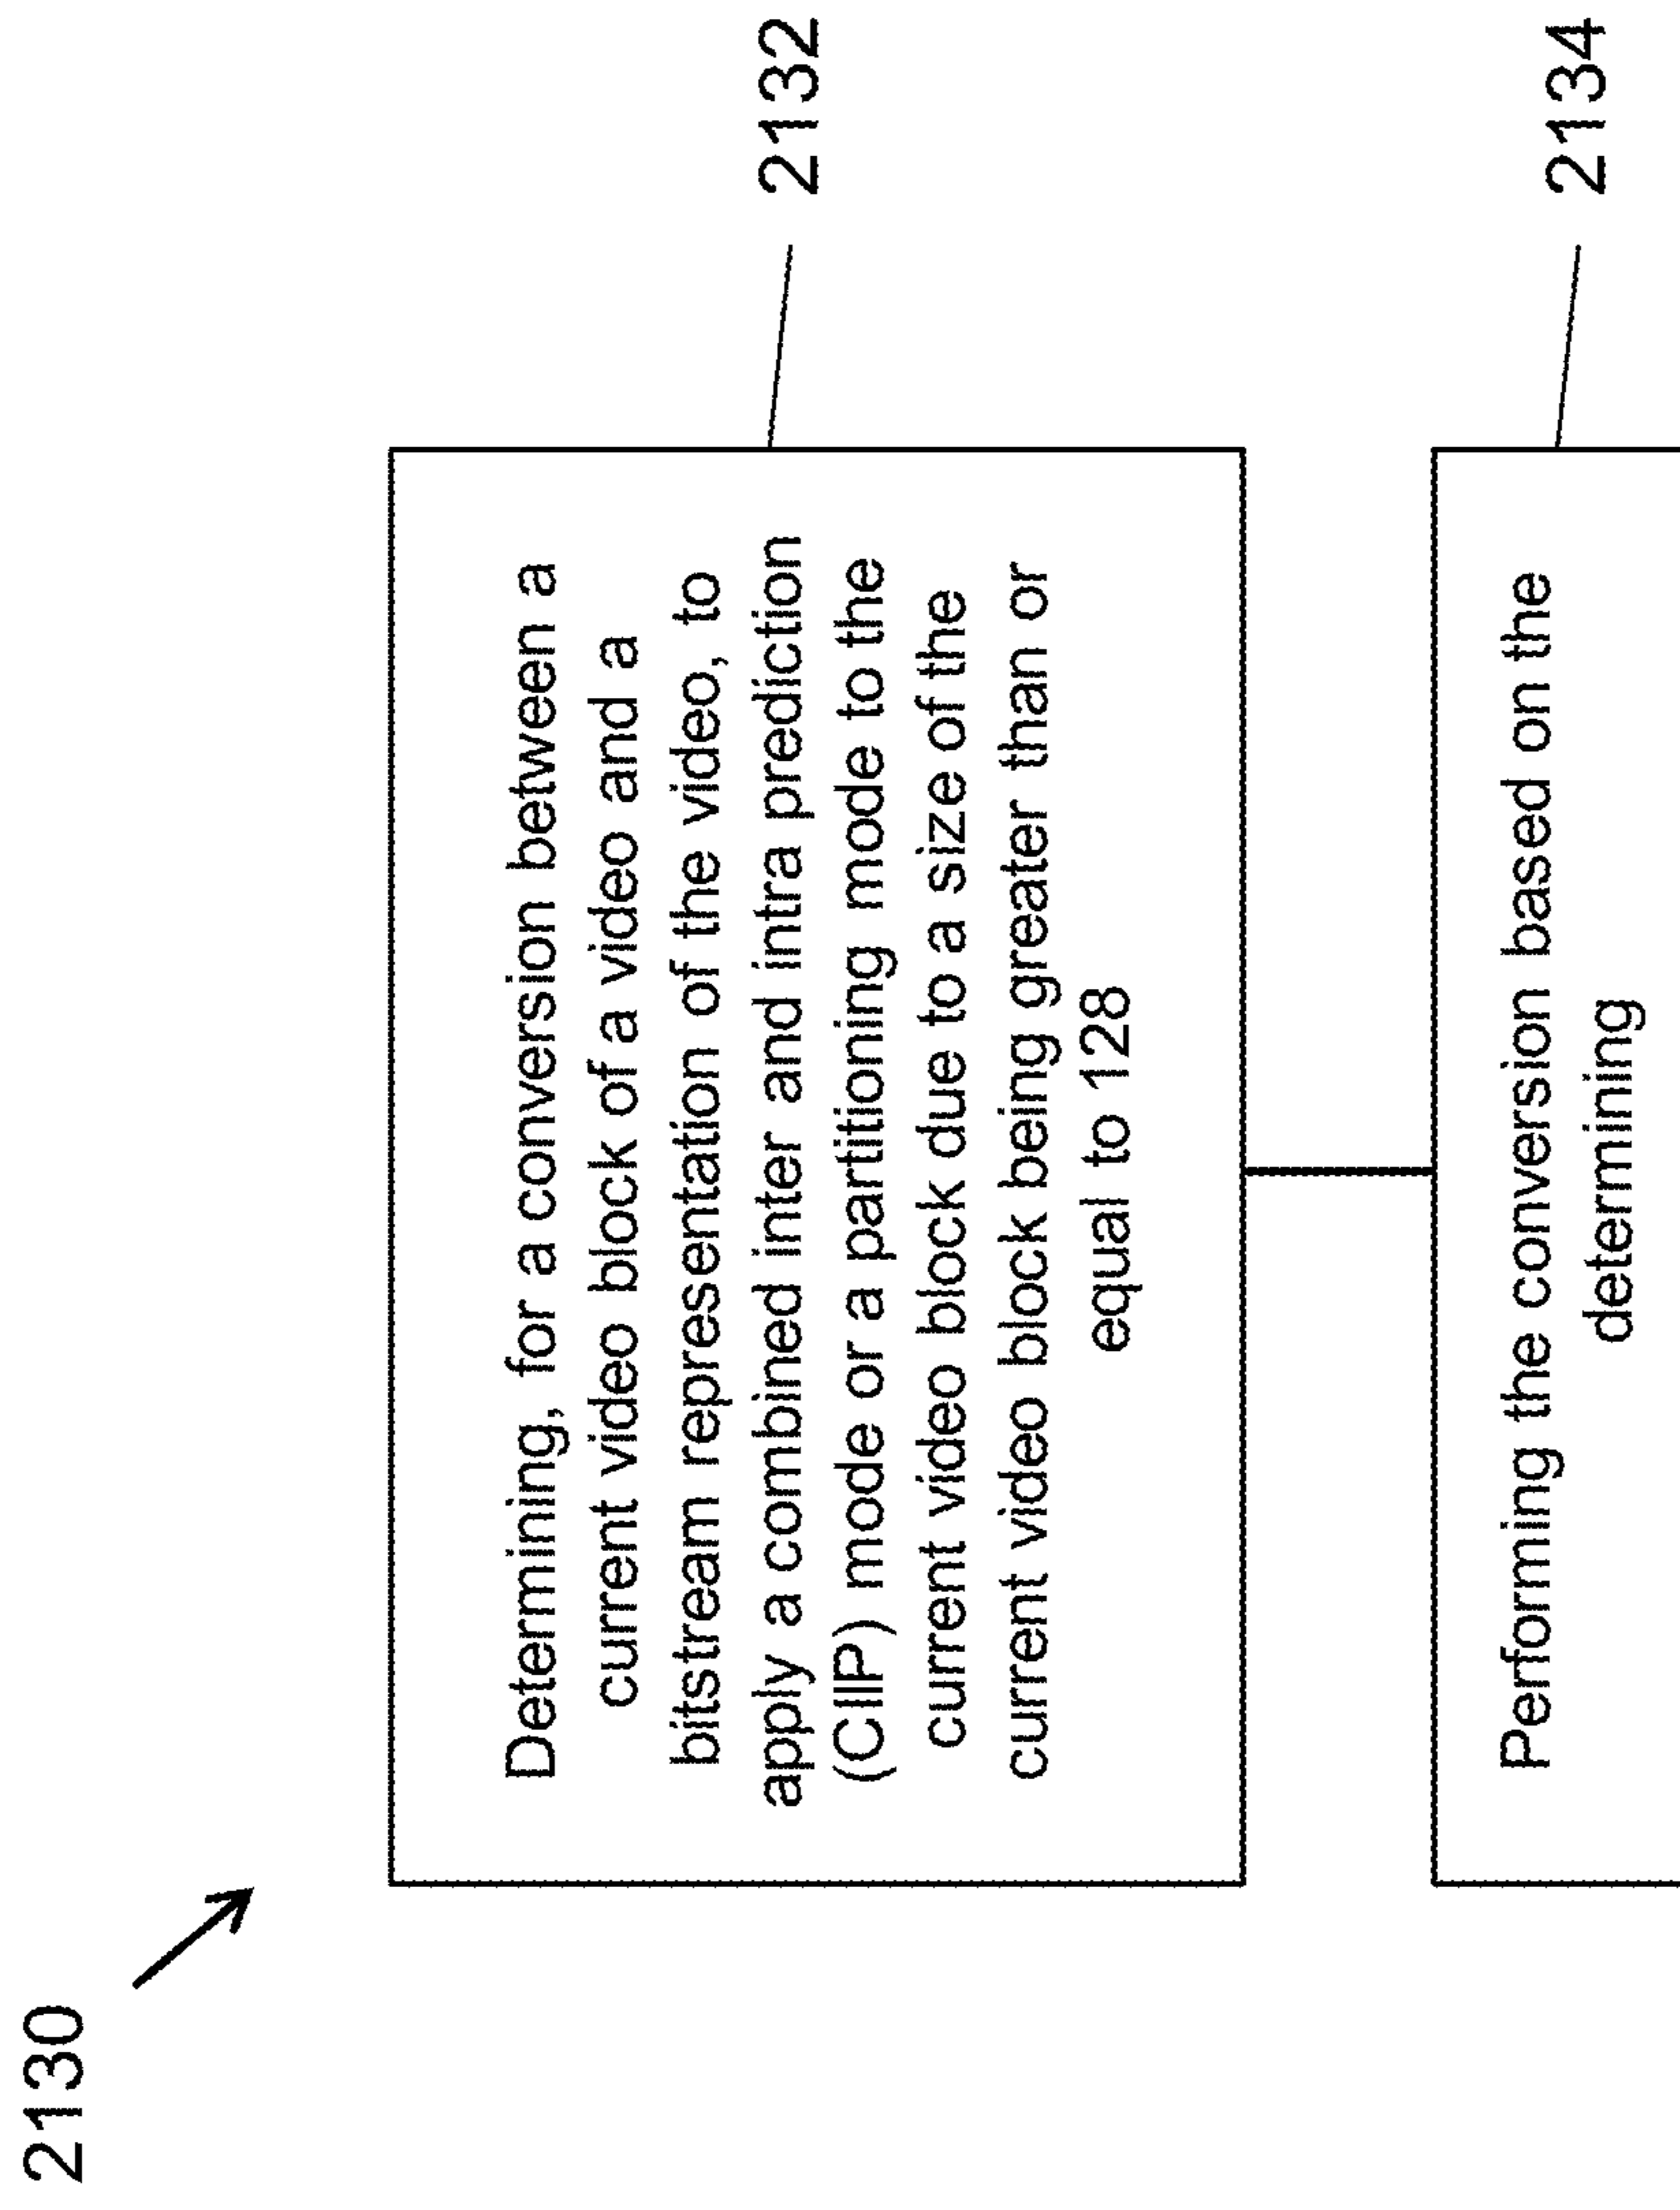 2130
Determining, for a conversion between a
current video block of a video and a
bitstream representation of the video, to
apply a combined inter and intra prediction
(CIIP) mode or a partitioning mode to the
current video block due to a size of the
current video block being greater than or
equal to 128
2132
Performing the conversion based on the
determining
2134